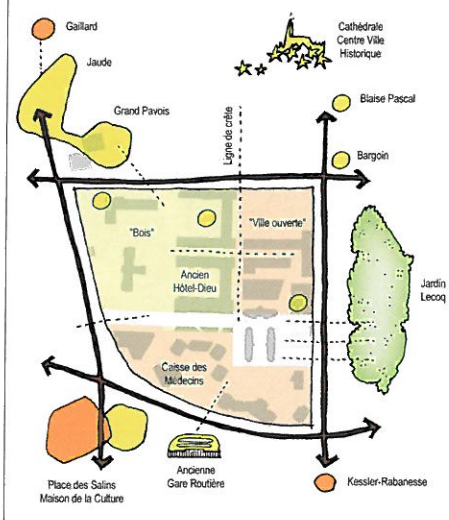 Gaillard
Cathédrale
Centre Ville
Historique
Jaude
Grand Pavois
Ligne de crête
Blaise Pascal
Bargoin
"Bois"
"Ville ouverte"
Ancien
Hôtel-Dieu
Jardin
Lecoq
Caisse des
Médecins
Place des Salins
Maison de la Culture
Ancienne
Gare Routière
Kessler-Rabanesse